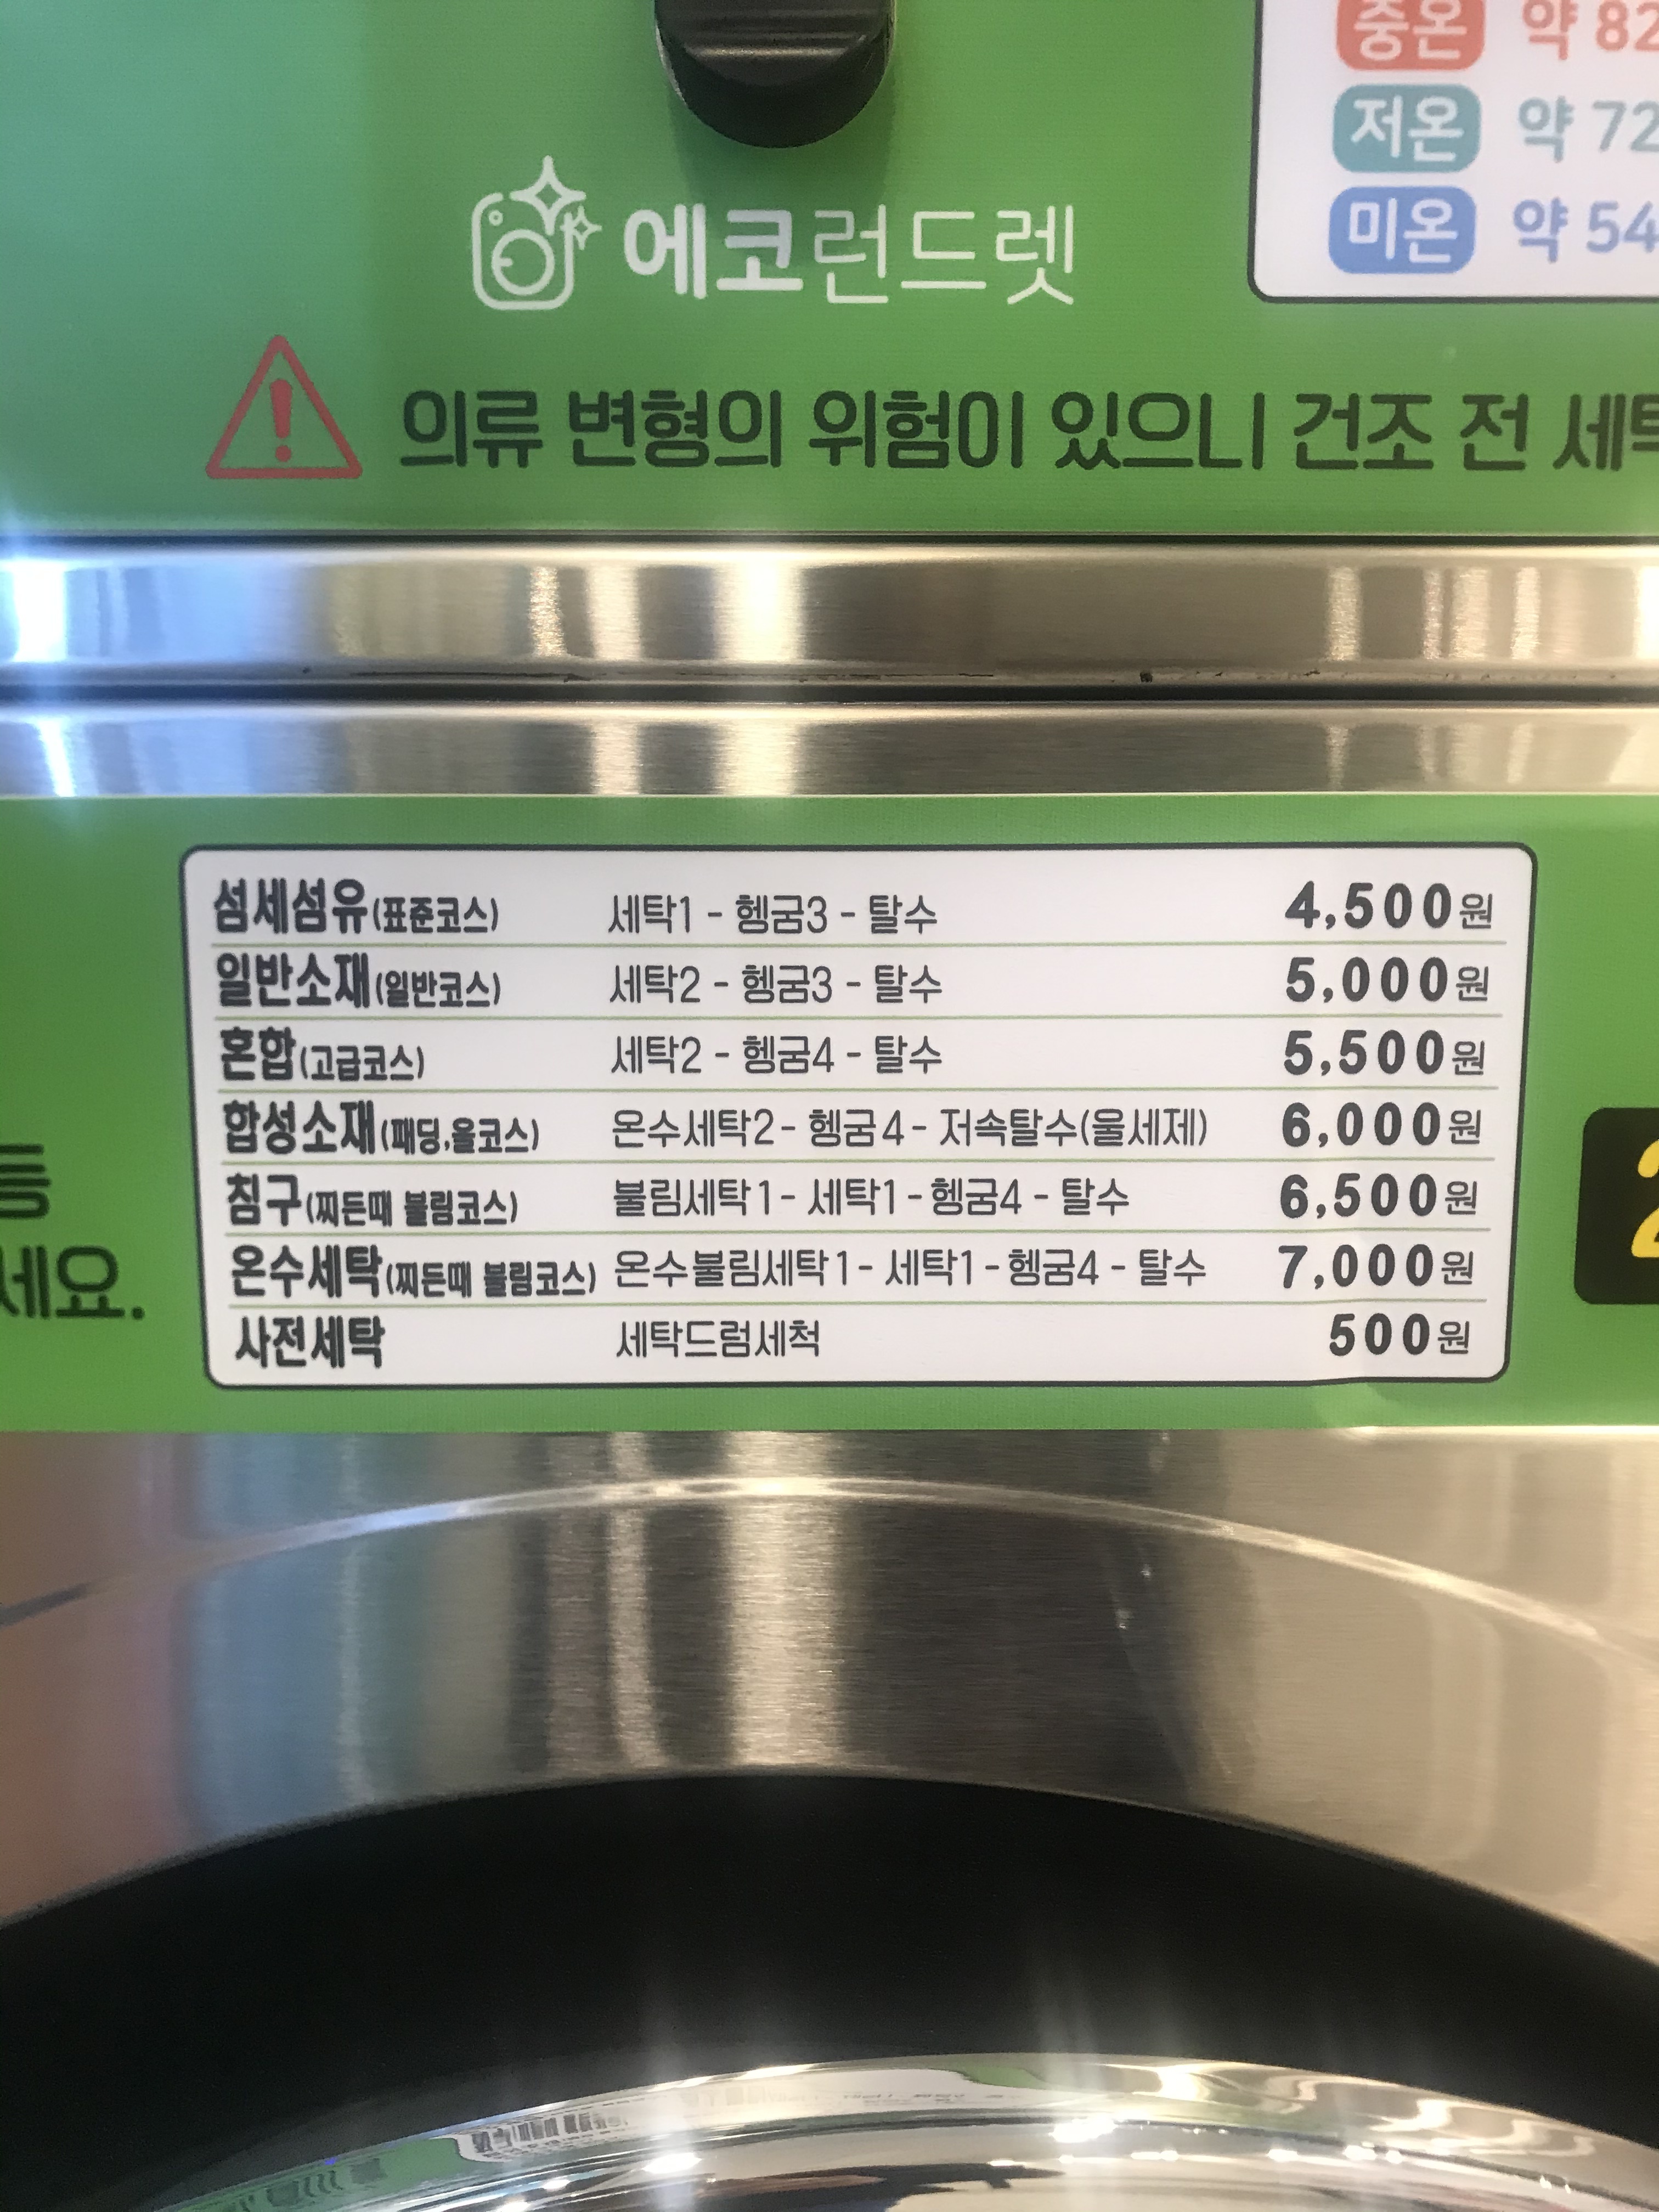 중온 약 82
저온 약 72
미온 약 54
에코런드렛
의류 변형의 위험이 있으니 건조 전 세탁
섬세섬유(표준코스) 세탁1 - 헹굼3 - 탈수 4,500원
일반소재(일반코스) 세탁2 - 헹굼3 - 탈수 5,000원
혼합(고급코스) 세탁2 - 헹굼4 - 탈수 5,500원
합성소재(패딩,울코스) 온수세탁2- 헹굼4- 저속탈수(울세제) 6,000원
침구(찌든때 불림코스) 불림세탁1- 세탁1-헹굼4 - 탈수 6,500원
온수세탁(찌든때 불림코스) 온수불림세탁1- 세탁1-헹굼4 - 탈수 7,000원
사전세탁 세탁드럼세척 500원
등
세요.
2